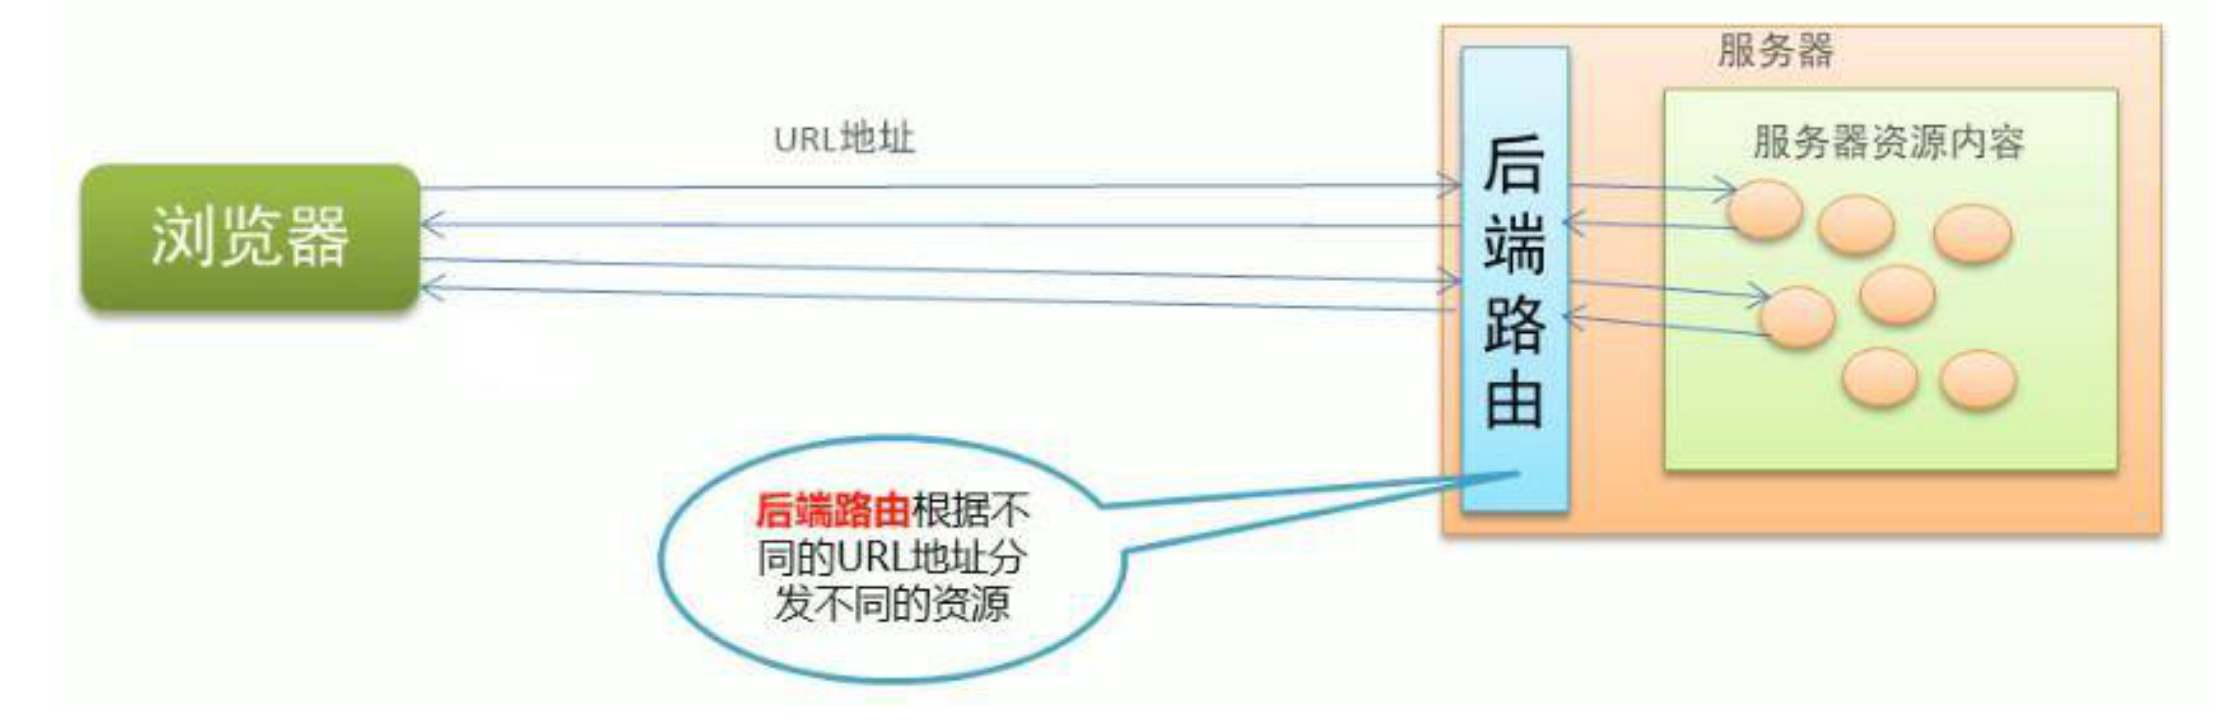 服务器
URL地址
服务器资源内容
浏览器
后端路由
后端路由根据不
同的URL地址分
发不同的资源